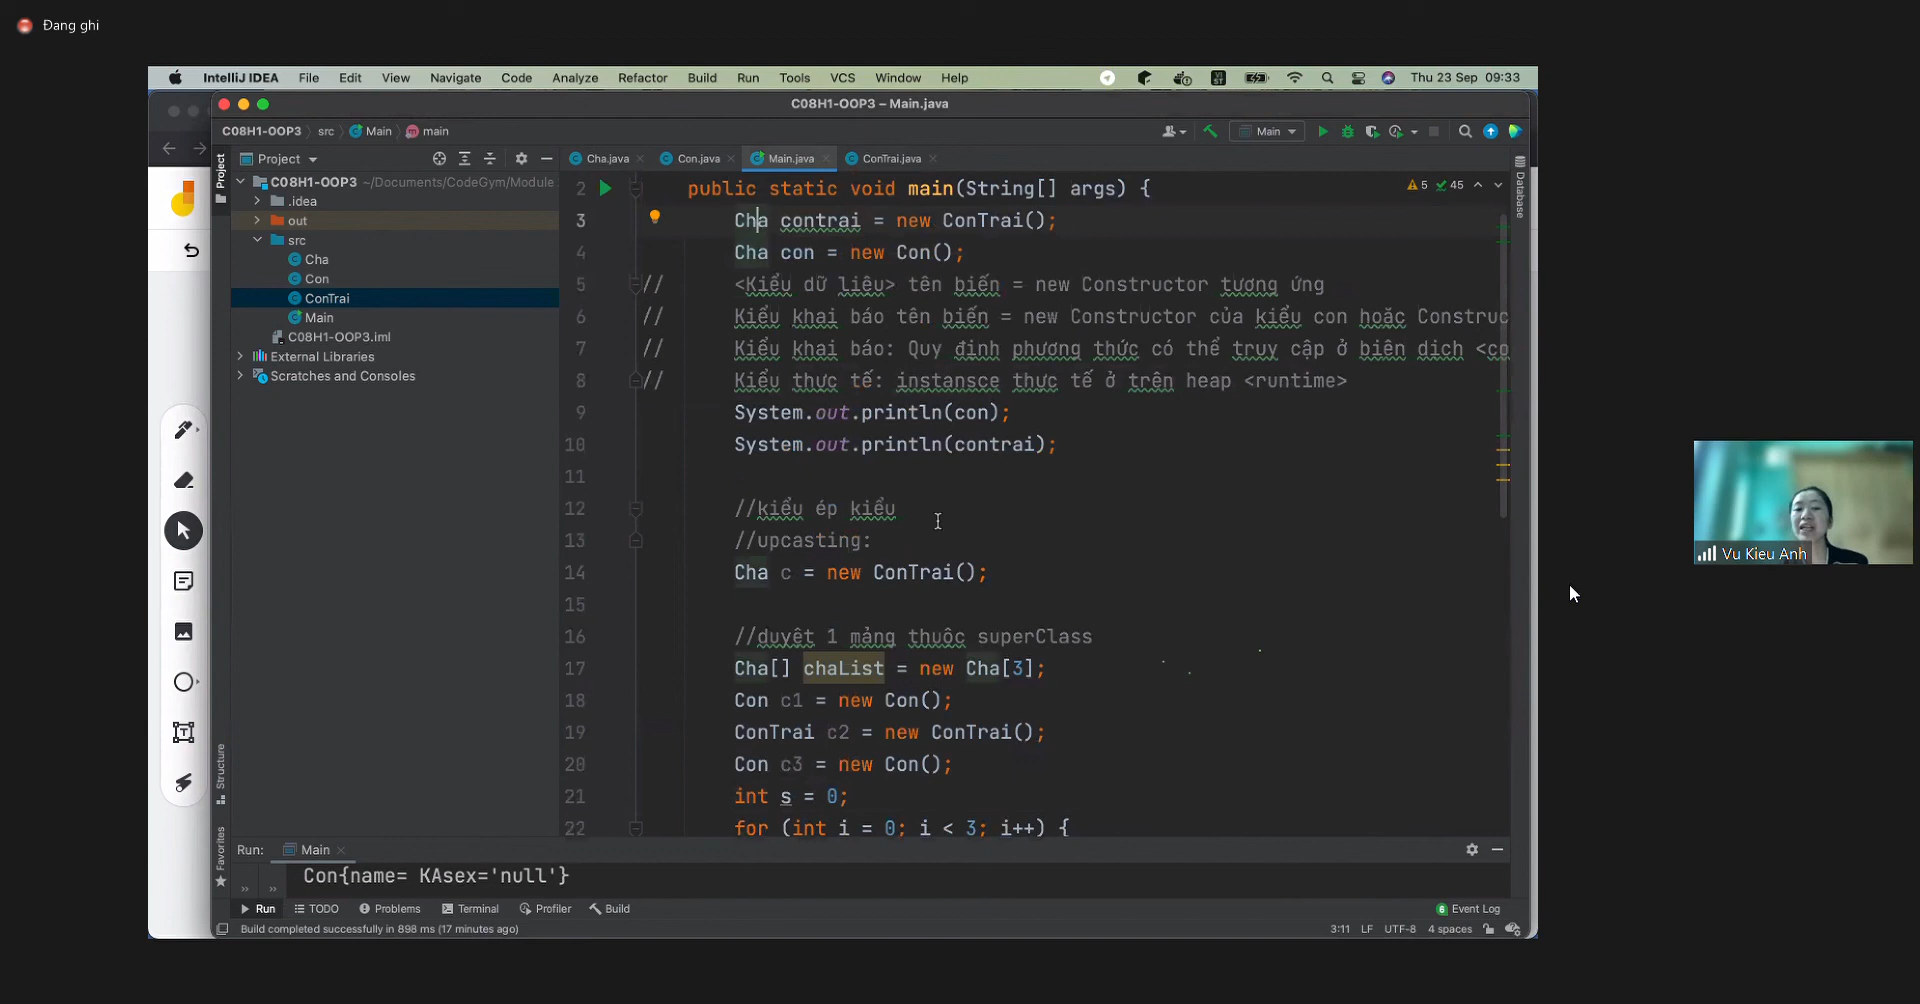 Đang ghi
IntelliJ IDEA File Edit View Navigate Code Analyze Refactor Build Run Tools VCS Window Help Thu 23 Sep 09:33
C08H1-OOP3 – Main.java
C08H1-OOP3 src Main main Main
Project Cha.java Con.java Main.java ContTrai.java
C08H1-OOP3 ~/Documents/CodeGym/Module
.idea
out
src
Cha
Con
ConTrai
Main
C08H1-OOP3.iml
External Libraries
Scratches and Consoles
Project
Structure
Favorites
Database
5 45
2 public static void main(String[] args) {
3 Cha contrai = new ConTrai();
4 Cha con = new Con();
5 // <Kiểu dữ liệu> tên biến = new Constructor tương ứng
6 // Kiểu khai báo tên biến = new Constructor của kiểu con hoặc Construc
7 // Kiểu khai báo: Quy định phương thức có thể truy cập ở biên dịch <co
8 // Kiểu thực tế: instansce thực tế ở trên heap <runtime>
9 System.out.println(con);
10 System.out.println(contrai);
11
12 //kiểu ép kiểu
13 //upcasting:
14 Cha c = new ConTrai();
15
16 //duyệt 1 mảng thuộc superClass
17 Cha[] chaList = new Cha[3];
18 Con c1 = new Con();
19 ConTrai c2 = new ConTrai();
20 Con c3 = new Con();
21 int s = 0;
22 for (int i = 0; i < 3; i++) {
Run: Main
Con{name= KAsex='null'}
Run TODO Problems Terminal Profiler Build 6 Event Log
Build completed successfully in 898 ms (17 minutes ago) 3:11 LF UTF-8 4 spaces
Vu Kieu Anh